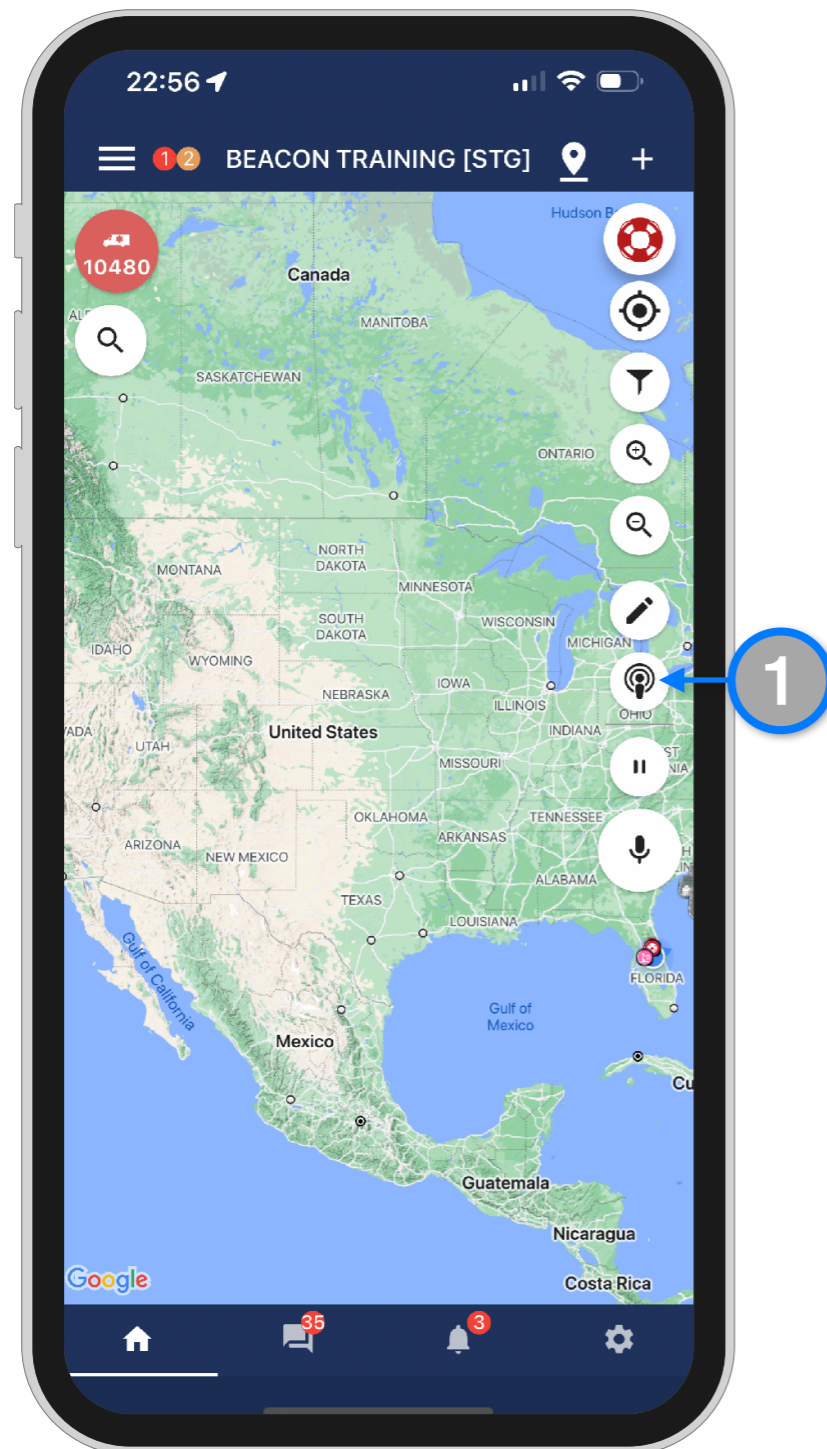 22:56
1 2 BEACON TRAINING [STG] +
10480
Canada
MANITOBA
SASKATCHEWAN
ONTARIO
NORTH
DAKOTA
MONTANA
MINNESOTA
SOUTH
DAKOTA
WISCONSIN
MICHIGAN
IDAHO
WYOMING
1
IOWA
NEBRASKA
ILLINOIS
OHIO
United States
INDIANA
UTAH
MISSOURI
OKLAHOMA
TENNESSEE
ARKANSAS
ARIZONA
NEW MEXICO
ALABAMA
TEXAS
LOUISIANA
Gulf of California
FLORIDA
Gulf of
Mexico
Mexico
Guatemala
Nicaragua
Google
Costa Rica
35
3